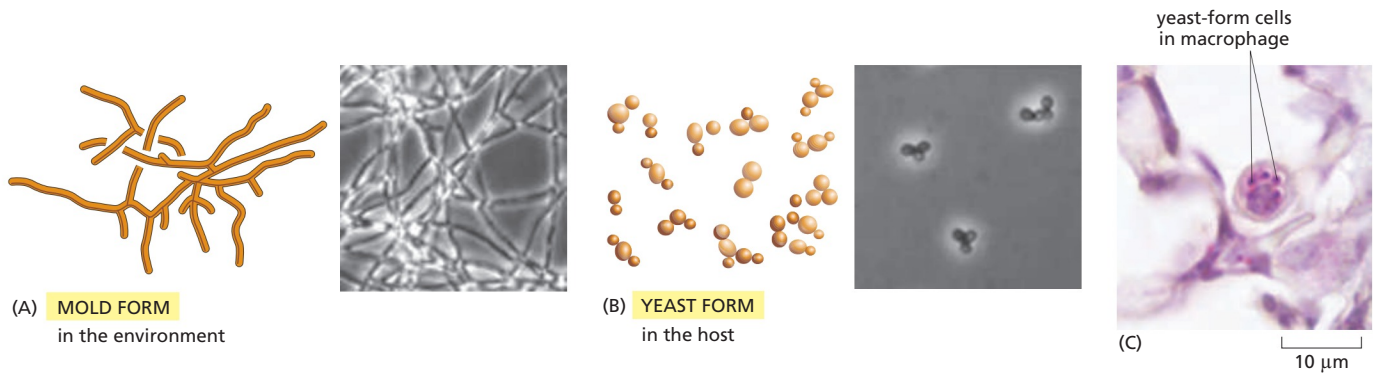 yeast-form cells
in macrophage
(A) MOLD FORM
in the environment
(B) YEAST FORM
in the host
(C)
10 μm